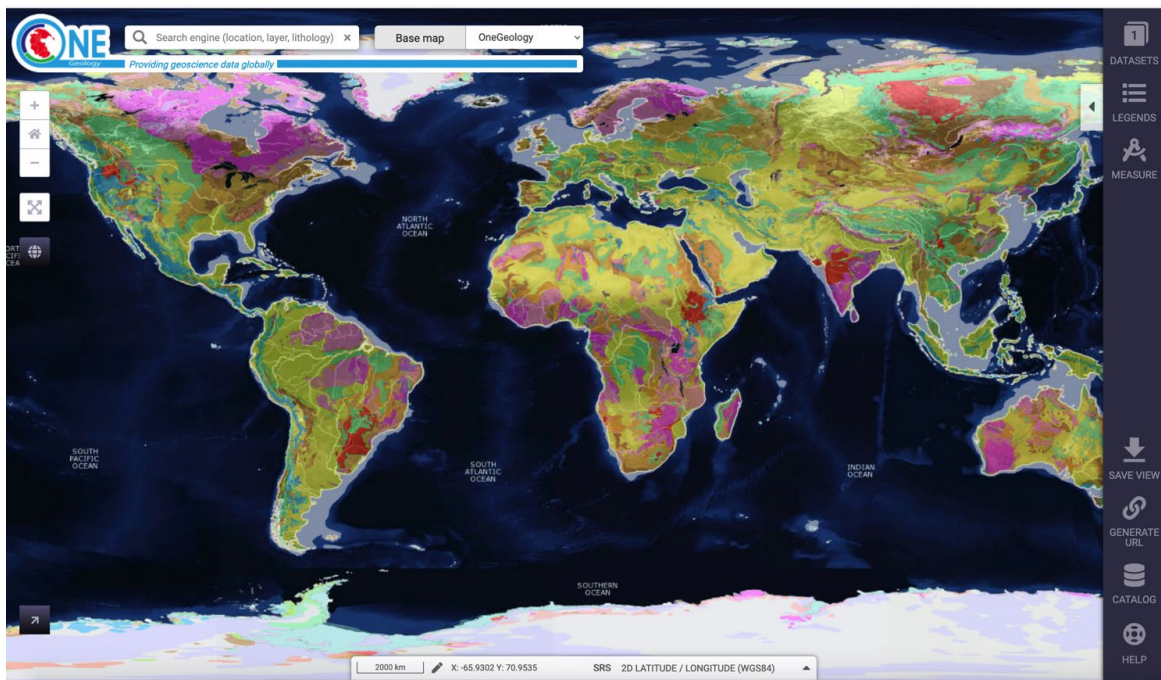 ONE
Geology
Search engine (location, layer, lithology) ×
Base map
OneGeology
Providing geoscience data globally
+
−
1
DATASETS
LEGENDS
MEASURE
NORTH
ATLANTIC
OCEAN
SOUTH
PACIFIC
OCEAN
SOUTH
ATLANTIC
OCEAN
INDIAN
OCEAN
SOUTHERN
OCEAN
SAVE VIEW
GENERATE
URL
CATALOG
HELP
2000 km
X: -65.9302 Y: 70.9535
SRS 2D LATITUDE / LONGITUDE (WGS84)